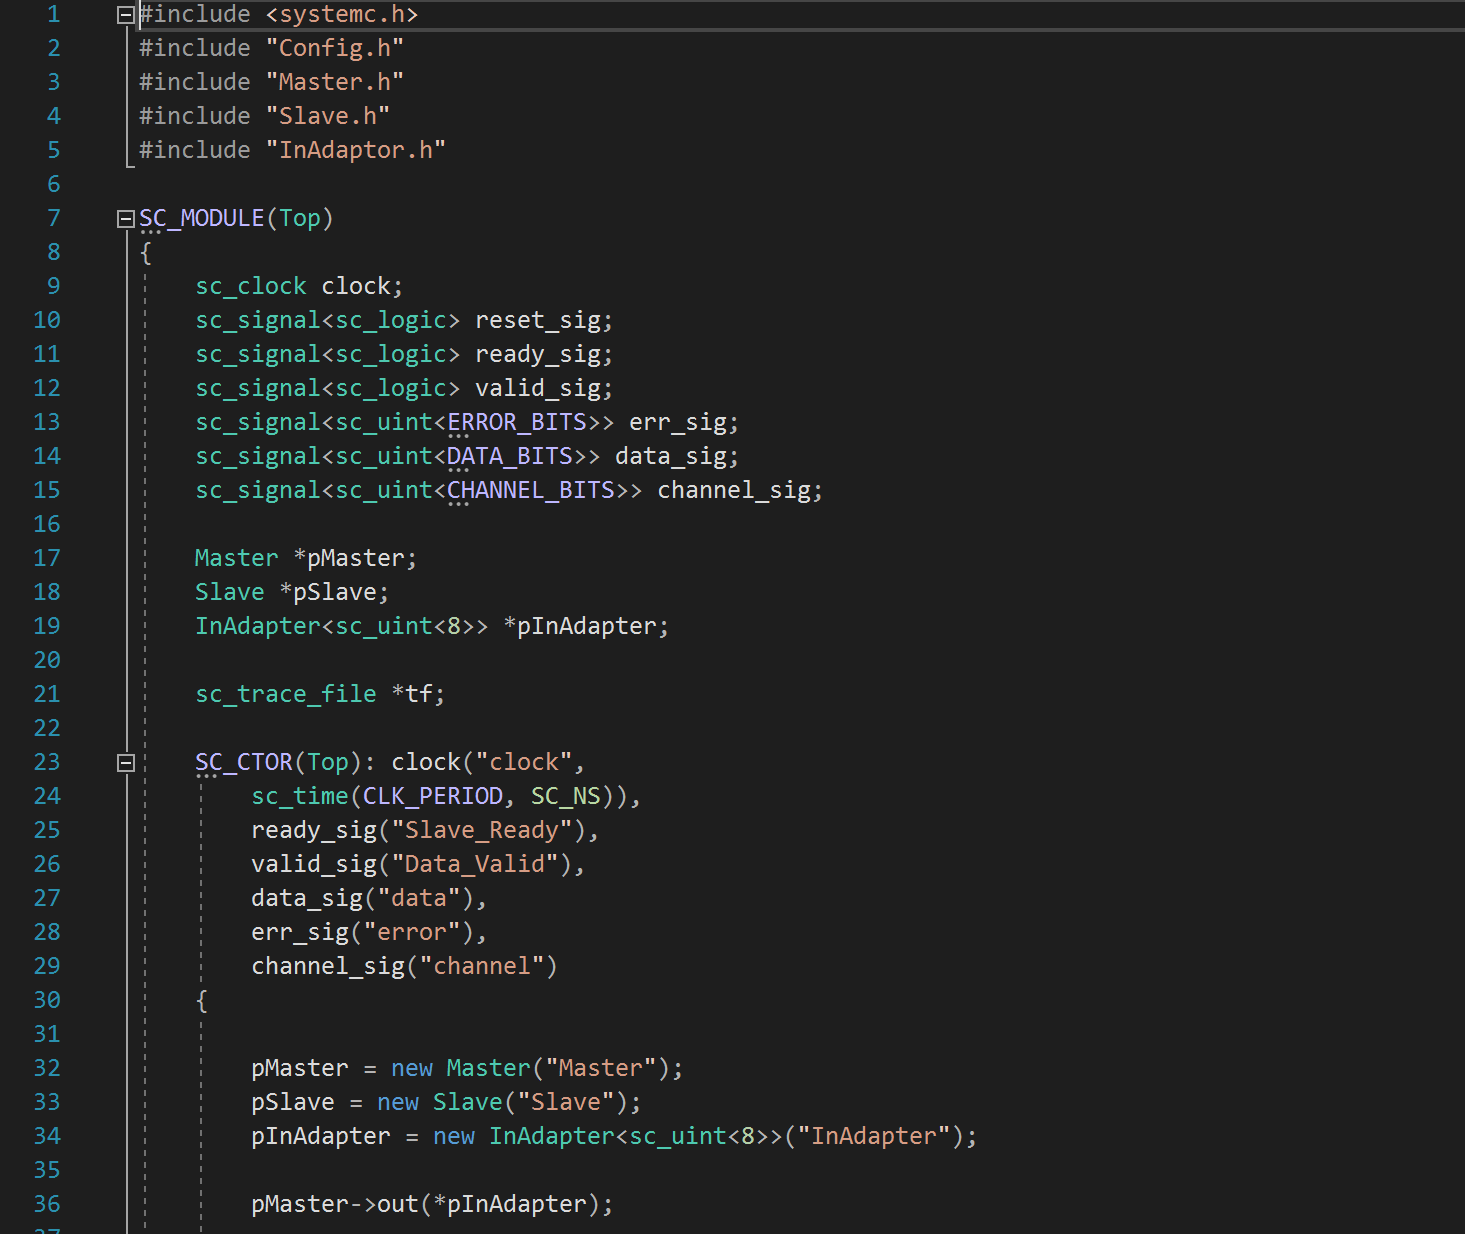 1 #include <systemc.h>
2 #include "Config.h"
3 #include "Master.h"
4 #include "Slave.h"
5 #include "InAdaptor.h"
6
7 SC_MODULE(Top)
8 {
9 sc_clock clock;
10 sc_signal<sc_logic> reset_sig;
11 sc_signal<sc_logic> ready_sig;
12 sc_signal<sc_logic> valid_sig;
13 sc_signal<sc_uint<ERROR_BITS>> err_sig;
14 sc_signal<sc_uint<DATA_BITS>> data_sig;
15 sc_signal<sc_uint<CHANNEL_BITS>> channel_sig;
16
17 Master *pMaster;
18 Slave *pSlave;
19 InAdapter<sc_uint<8>> *pInAdapter;
20
21 sc_trace_file *tf;
22
23 SC_CTOR(Top): clock("clock",
24 sc_time(CLK_PERIOD, SC_NS)),
25 ready_sig("Slave_Ready"),
26 valid_sig("Data_Valid"),
27 data_sig("data"),
28 err_sig("error"),
29 channel_sig("channel")
30 {
31
32 pMaster = new Master("Master");
33 pSlave = new Slave("Slave");
34 pInAdapter = new InAdapter<sc_uint<8>>("InAdapter");
35
36 pMaster->out(*pInAdapter);
37